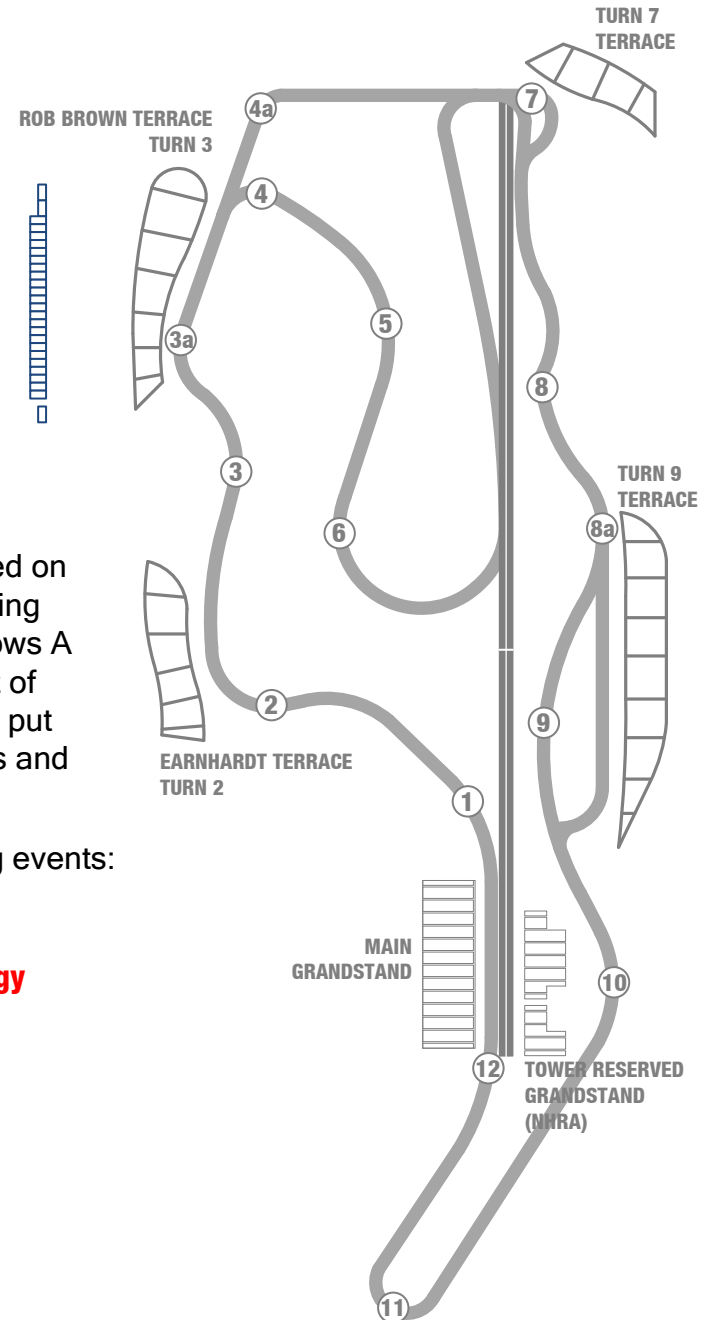 TURN 7
TERRACE
ROB BROWN TERRACE
TURN 3
4a
7
4
3a
5
8
3
TURN 9
TERRACE
6
8a
ed on
ing
ows A
of
put
s and
2
9
EARNHARDT TERRACE
TURN 2
1
g events:
MAIN
GRANDSTAND
gy
10
12
TOWER RESERVED
GRANDSTAND
(NHRA)
11